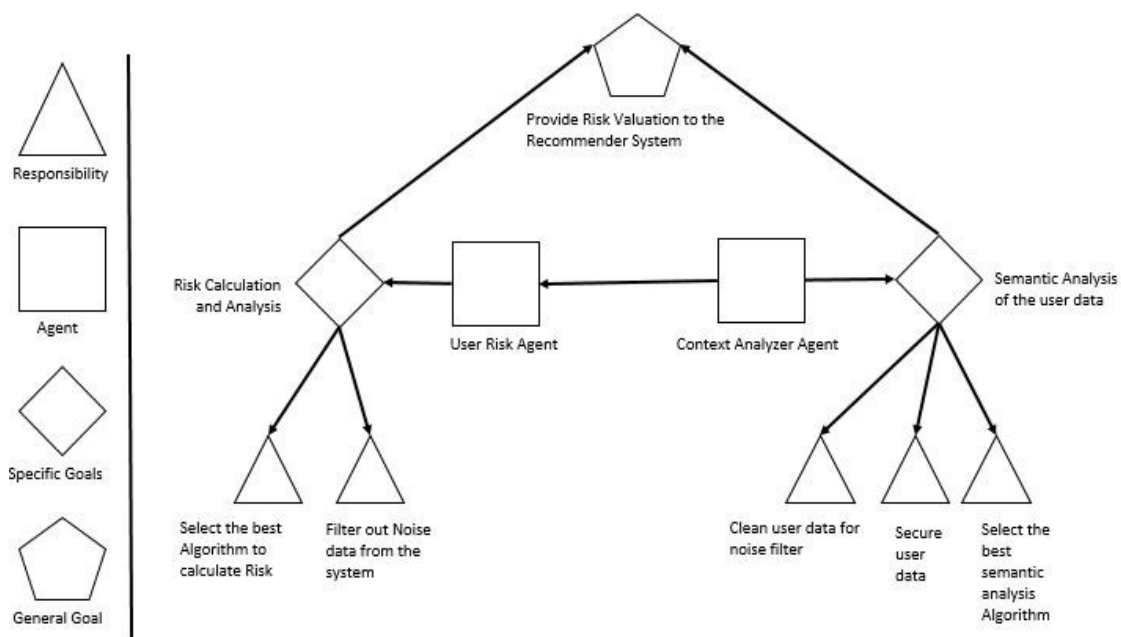 Responsibility
Agent
Specific Goals
General Goal
Provide Risk Valuation to the
Recommender System
Risk Calculation
and Analysis
User Risk Agent
Context Analyzer Agent
Semantic Analysis
of the user data
Select the best
Algorithm to
calculate Risk
Filter out Noise
data from the
system
Clean user data for
noise filter
Secure
user
data
Select the
best
semantic
analysis
Algorithm